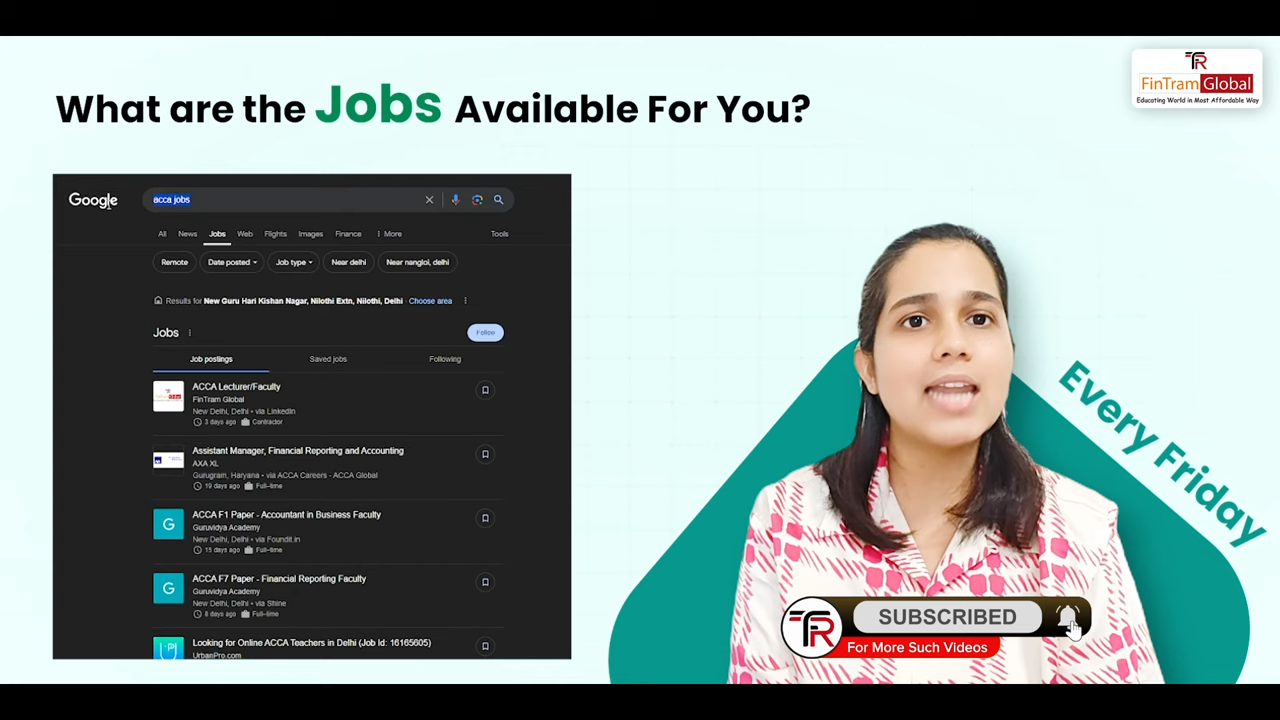 What are the Jobs Available For You?
TR
FinTram Global
Educating World in Most Affordable Way
Google
acca jobs
All News Jobs Web Flights Images Finance More Tools
Remote Date posted Job type Near delhi Near nangloi, delhi
Results for New Guru Hari Kishan Nagar, Nilothi Extn, Nilothi, Delhi · Choose area
Jobs
Follow
Job postings Saved jobs Following
ACCA Lecturer/Faculty
FinTram Global
New Delhi, Delhi • via LinkedIn
3 days ago Contractor
Assistant Manager, Financial Reporting and Accounting
AXA XL
Gurugram, Haryana • via ACCA Careers - ACCA Global
19 days ago Full-time
G
ACCA F1 Paper - Accountant in Business Faculty
Guruvidya Academy
New Delhi, Delhi • via Foundit.in
15 days ago Full-time
G
ACCA F7 Paper - Financial Reporting Faculty
Guruvidya Academy
New Delhi, Delhi • via Shine
8 days ago Full-time
Looking for Online ACCA Teachers in Delhi (Job Id: 16165605)
UrbanPro.com
Every Friday
TR
SUBSCRIBED
For More Such Videos